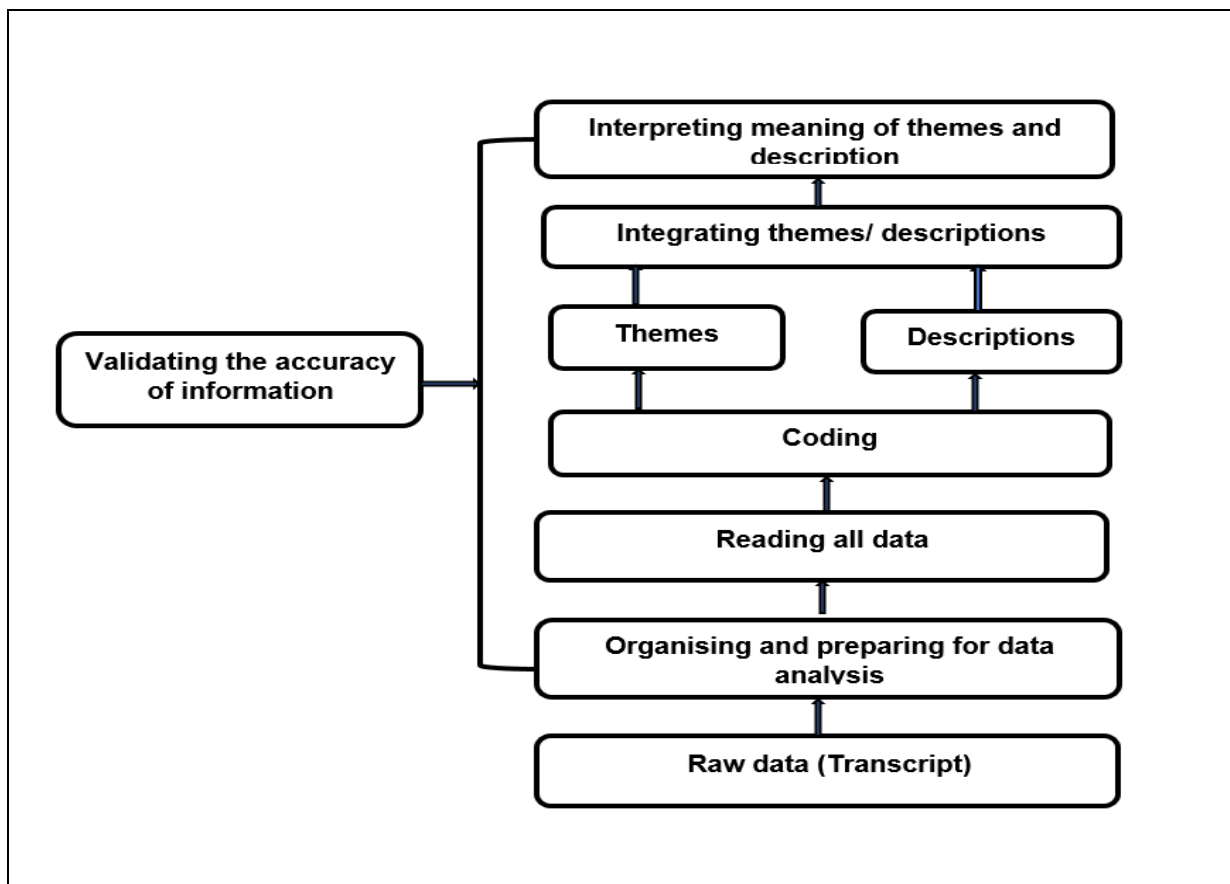 Interpreting meaning of themes and
description
Integrating themes/ descriptions
Themes
Descriptions
Validating the accuracy
of information
Coding
Reading all data
Organising and preparing for data
analysis
Raw data (Transcript)